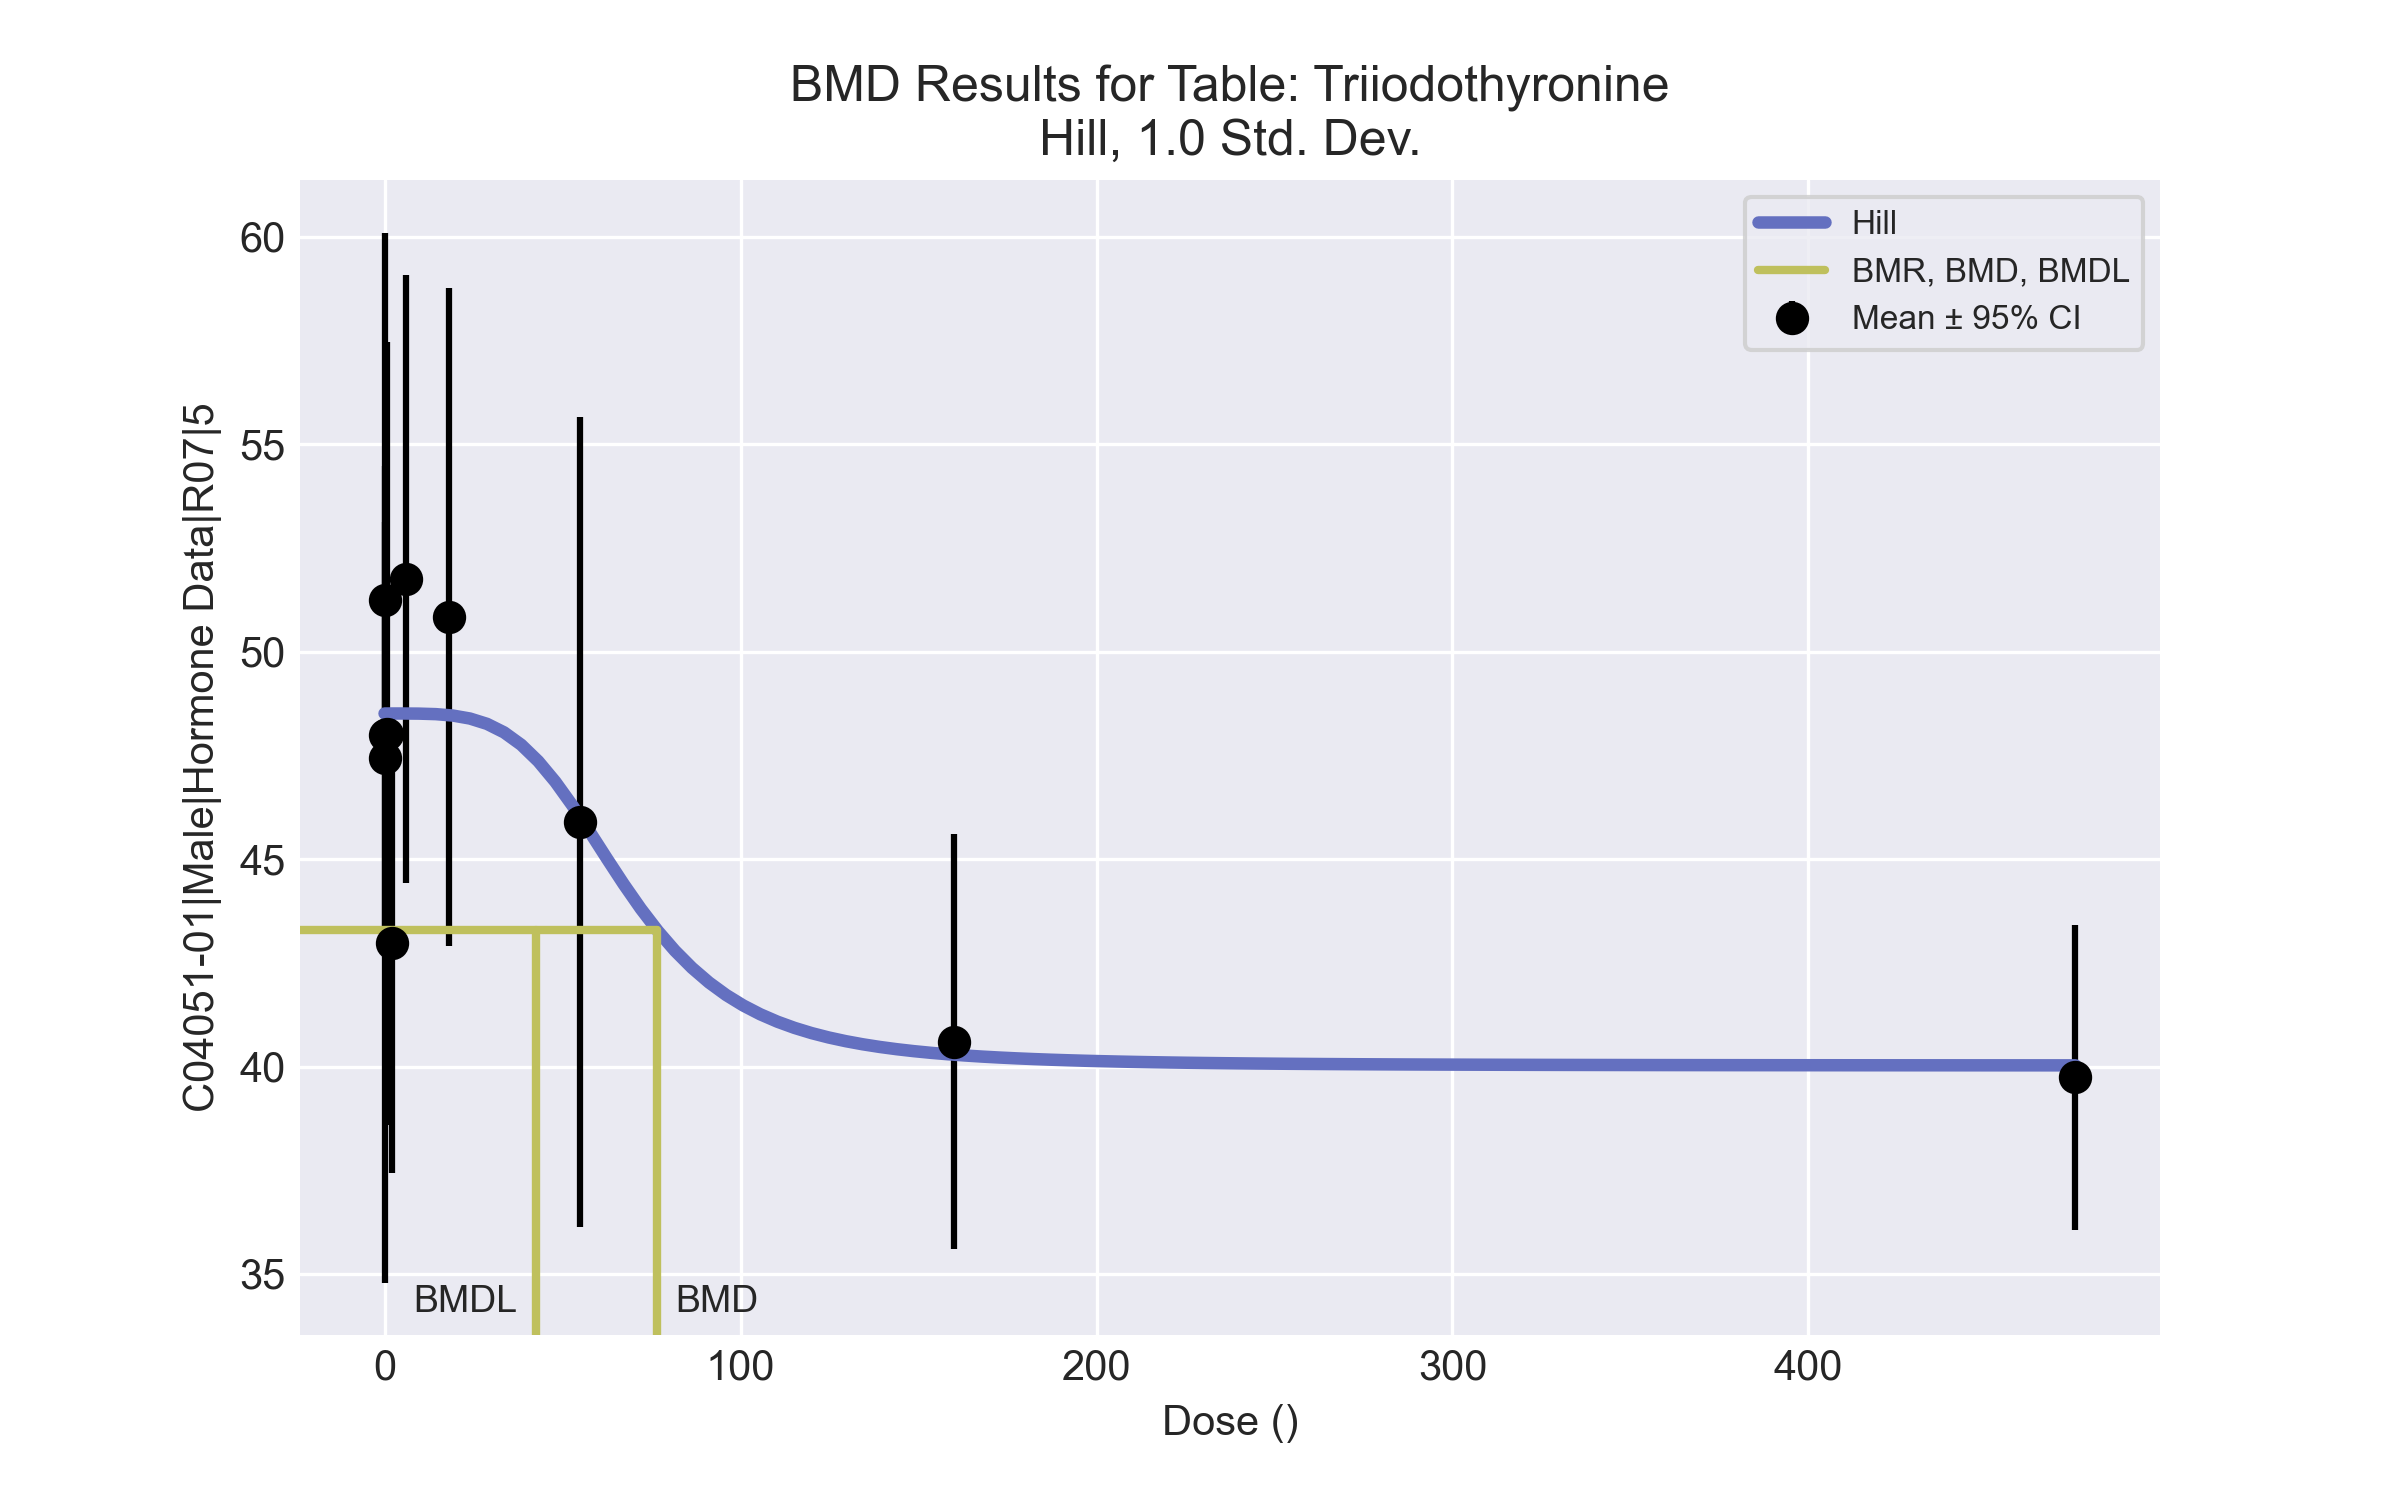 BMD Results for Table: Triiodothyronine
Hill, 1.0 Std. Dev.
Hill
BMR, BMD, BMDL
Mean ± 95% CI
C04051-01|Male|Hormone Data|R07|5
60
55
50
45
40
35
BMDL
BMD
0
100
200
300
400
Dose ()